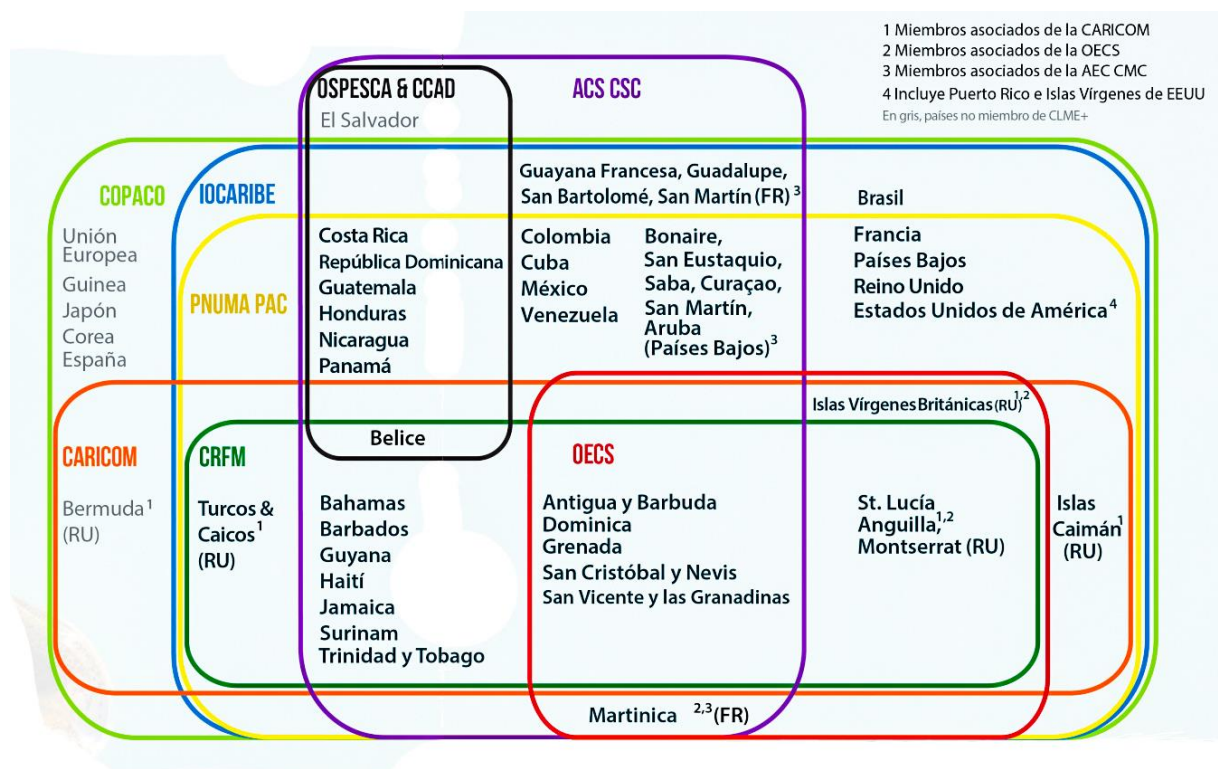 1 Miembros asociados de la CARICOM
2 Miembros asociados de la OECS
3 Miembros asociados de la AEC CMC
4 Incluye Puerto Rico e Islas Vírgenes de EEUU
En gris, países no miembro de CLME+
OSPESCA & CCAD
El Salvador
ACS CSC
COPACO
Unión
Europea
Guinea
Japón
Corea
España
IOCARIBE
Guayana Francesa, Guadalupe,
San Bartolomé, San Martín (FR) 3
Brasil
PNUMA PAC
Costa Rica
República Dominicana
Guatemala
Honduras
Nicaragua
Panamá
Colombia
Cuba
México
Venezuela
Bonaire,
San Eustaquio,
Saba, Curaçao,
San Martín,
Aruba
(Países Bajos)3
Francia
Países Bajos
Reino Unido
Estados Unidos de América4
Islas Vírgenes Británicas (RU)1,2
Belice
CARICOM
Bermuda1
(RU)
CRFM
Turcos &
Caicos1
(RU)
Bahamas
Barbados
Guyana
Haití
Jamaica
Surinam
Trinidad y Tobago
OECS
Antigua y Barbuda
Dominica
Grenada
San Cristóbal y Nevis
San Vicente y las Granadinas
St. Lucía
Anguilla,1,2
Montserrat (RU)
Islas
Caimán1
(RU)
Martinica 2,3 (FR)